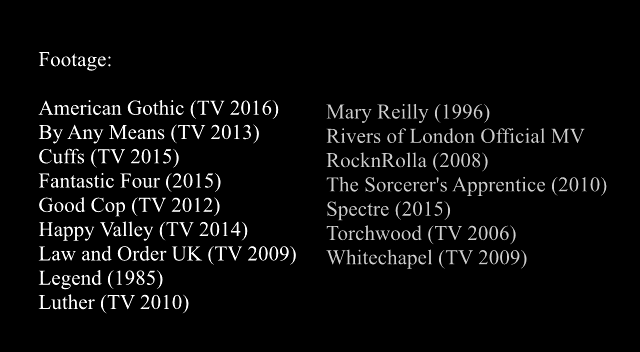 Footage:
American Gothic (TV 2016)
By Any Means (TV 2013)
Cuffs (TV 2015)
Fantastic Four (2015)
Good Cop (TV 2012)
Happy Valley (TV 2014)
Law and Order UK (TV 2009)
Legend (1985)
Luther (TV 2010)
Mary Reilly (1996)
Rivers of London Official MV
RocknRolla (2008)
The Sorcerer's Apprentice (2010)
Spectre (2015)
Torchwood (TV 2006)
Whitechapel (TV 2009)